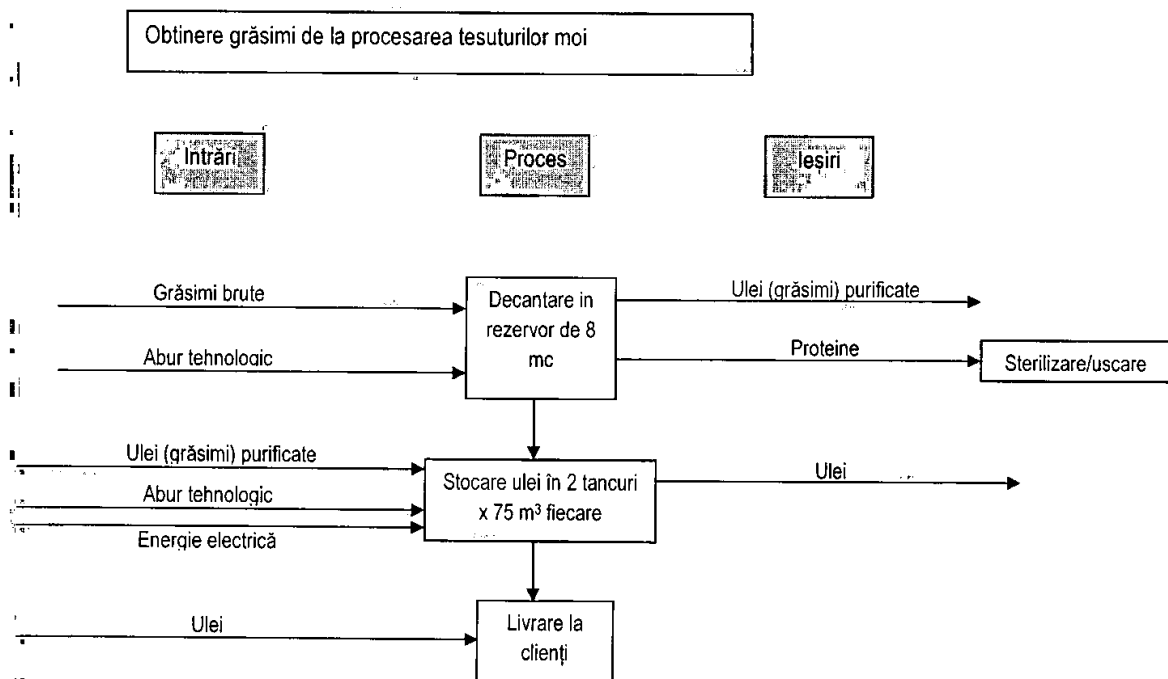 Obtinere grăsimi de la procesarea tesuturilor moi
Intrări
Proces
Ieșiri
Grăsimi brute
Decantare in
rezervor de 8
mc
Ulei (grăsimi) purificate
Abur tehnologic
Proteine
Sterilizare/uscare
Ulei (grăsimi) purificate
Stocare ulei în 2 tancuri
x 75 m³ fiecare
Ulei
Abur tehnologic
Energie electrică
Ulei
Livrare la
clienți